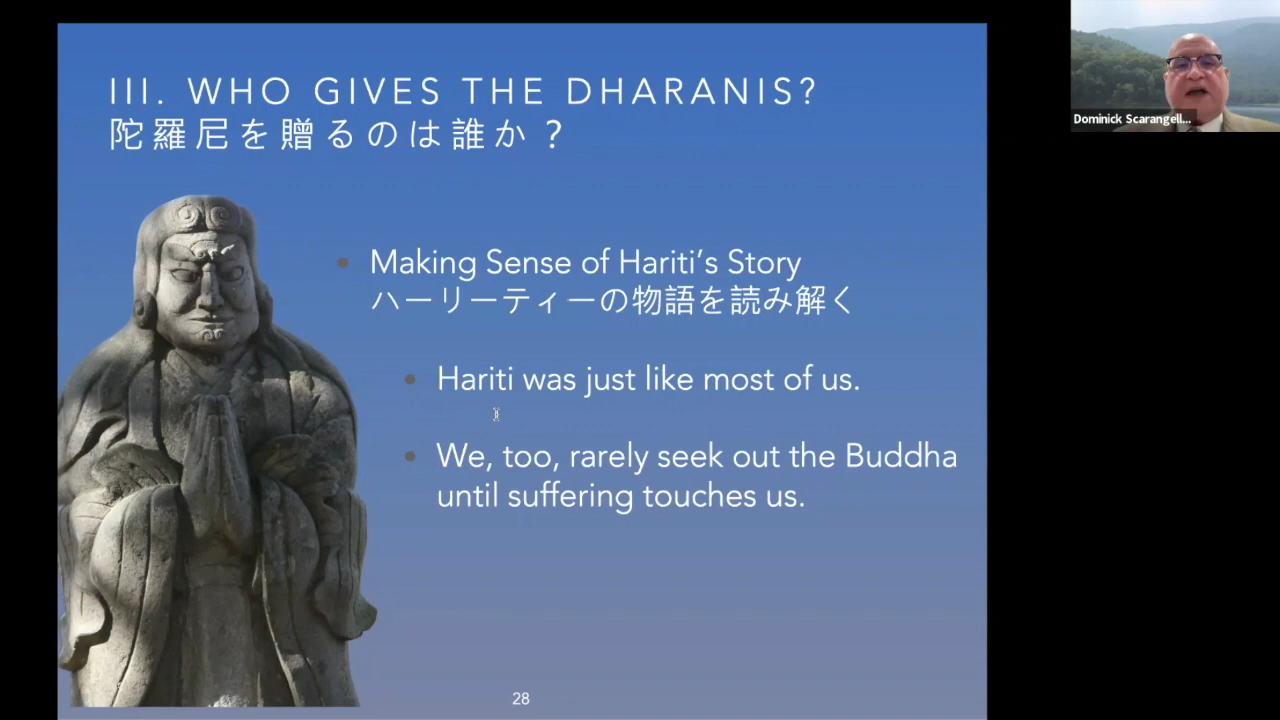 III. WHO GIVES THE DHARANIS?
陀羅尼を贈るのは誰か？
Making Sense of Hariti's Story
ハーリーティーの物語を読み解く
Hariti was just like most of us.
We, too, rarely seek out the Buddha
until suffering touches us.
28
Dominick Scarangell...